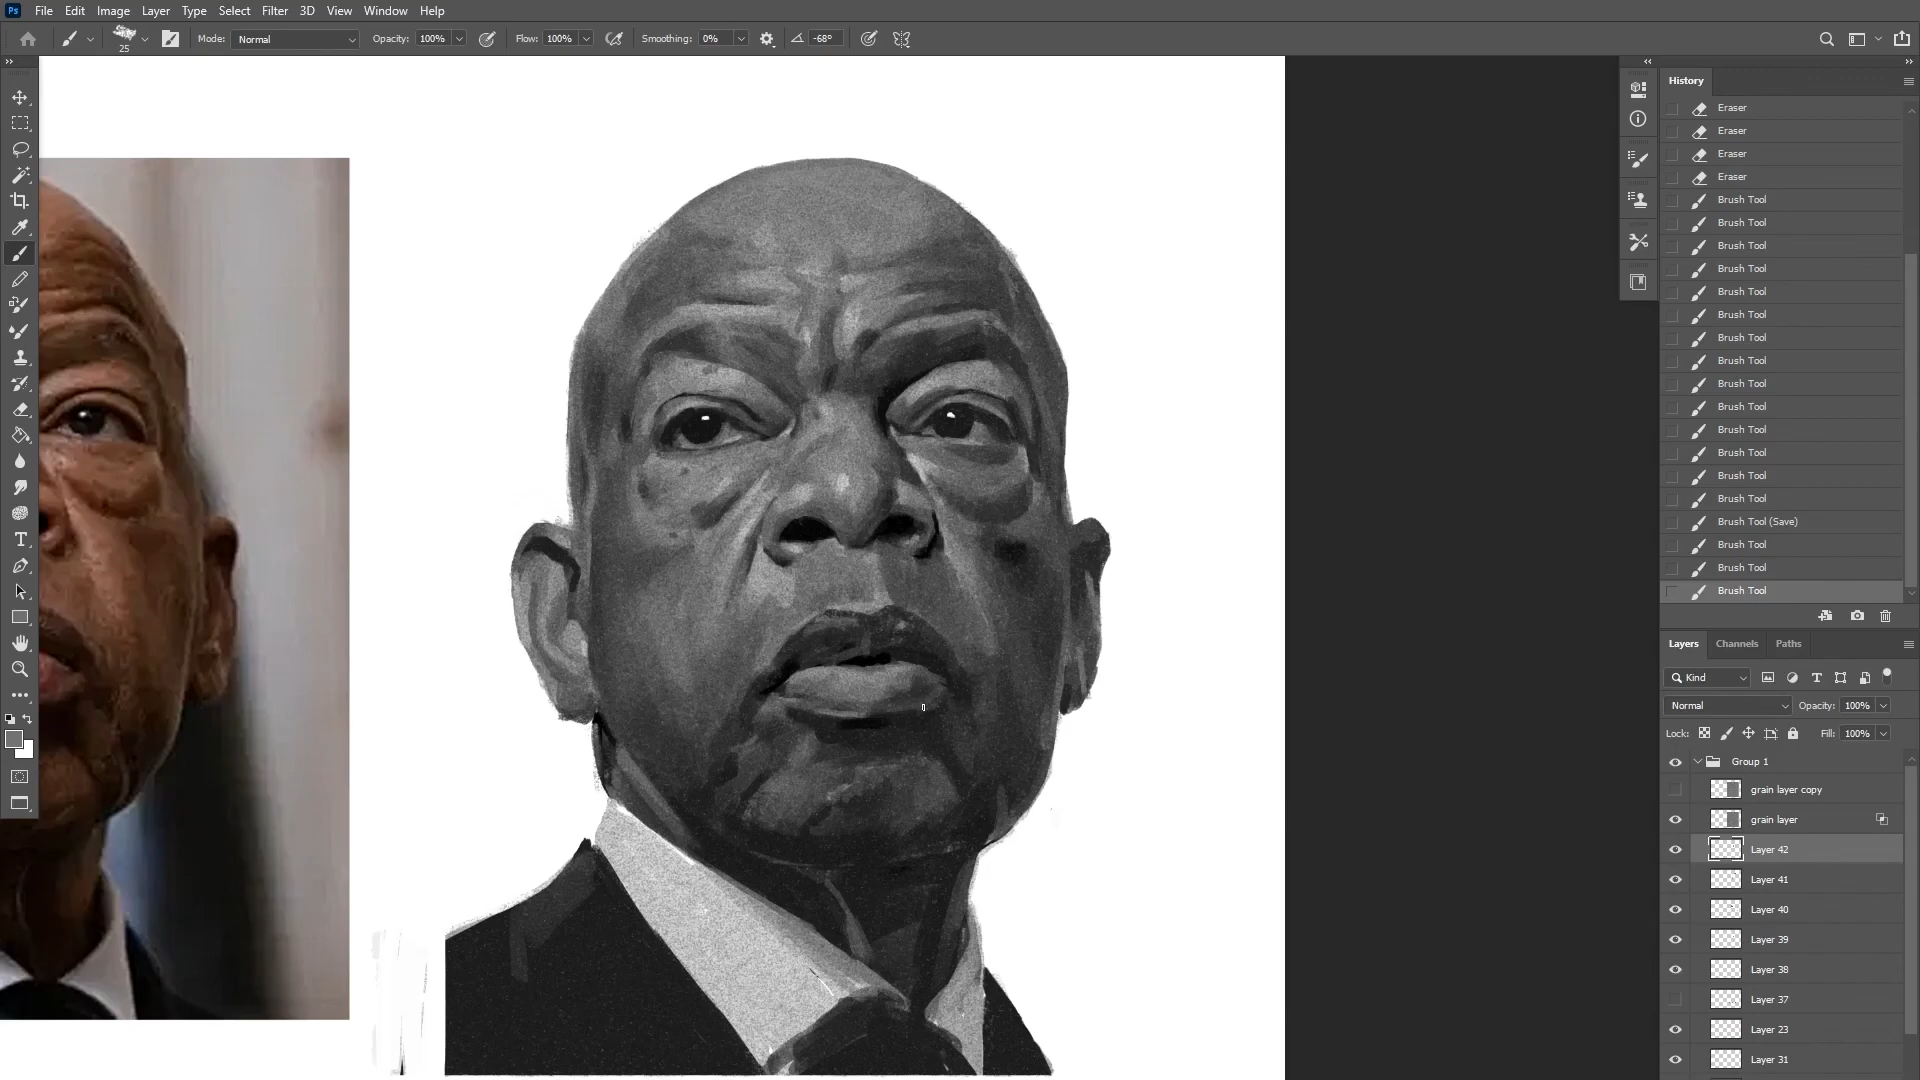 Ps File Edit Image Layer Type Select Filter 3D View Window Help
25 Mode: Normal Opacity: 100% Flow: 100% Smoothing: 0% -68°
History
Eraser
Eraser
Eraser
Eraser
Brush Tool
Brush Tool
Brush Tool
Brush Tool
Brush Tool
Brush Tool
Brush Tool
Brush Tool
Brush Tool
Brush Tool
Brush Tool
Brush Tool
Brush Tool
Brush Tool
Brush Tool (Save)
Brush Tool
Brush Tool
Brush Tool
Layers Channels Paths
Kind
Normal Opacity: 100%
Lock: Fill: 100%
Group 1
grain layer copy
grain layer
Layer 42
Layer 41
Layer 40
Layer 39
Layer 38
Layer 37
Layer 23
Layer 31